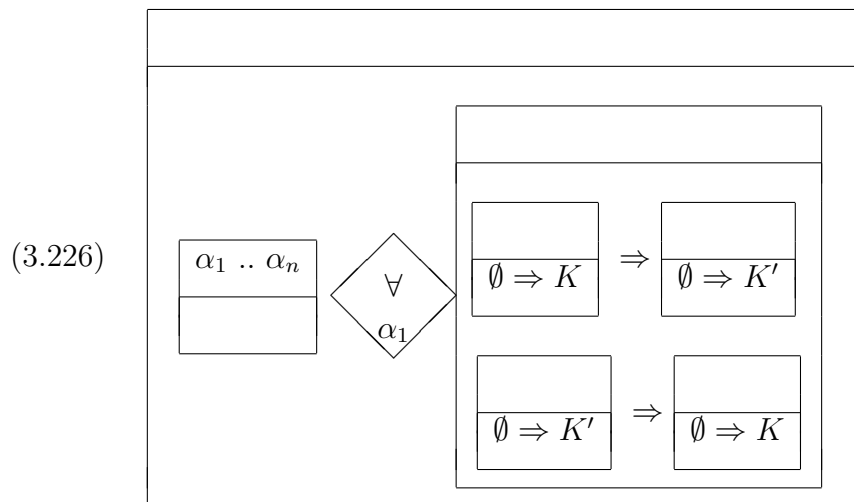 ∅ ⇒ K ⇒ ∅ ⇒ K′
(3.226) α₁ .. αₙ ∀
α₁
∅ ⇒ K′ ⇒ ∅ ⇒ K